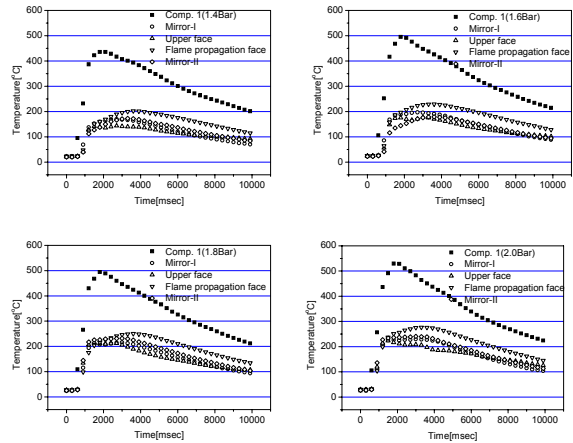 600
500
400
300
200
100
0
Temperature[°C]
0 2000 4000 6000 8000 10000
Time[msec]
Comp. 1(1.4Bar)
Mirror-I
Upper face
Flame propagation face
Mirror-II
600
500
400
300
200
100
0
Temperature[°C]
0 2000 4000 6000 8000 10000
Time[msec]
Comp. 1(1.6Bar)
Mirror-I
Upper face
Flame propagation face
Mirror-II
600
500
400
300
200
100
0
Temperature[°C]
0 2000 4000 6000 8000 10000
Time[msec]
Comp. 1(1.8Bar)
Mirror-I
Upper face
Flame propagation face
Mirror-II
600
500
400
300
200
100
0
Temperature[°C]
0 2000 4000 6000 8000 10000
Time[msec]
Comp. 1(2.0Bar)
Mirror-I
Upper face
Flame propagation face
Mirror-II